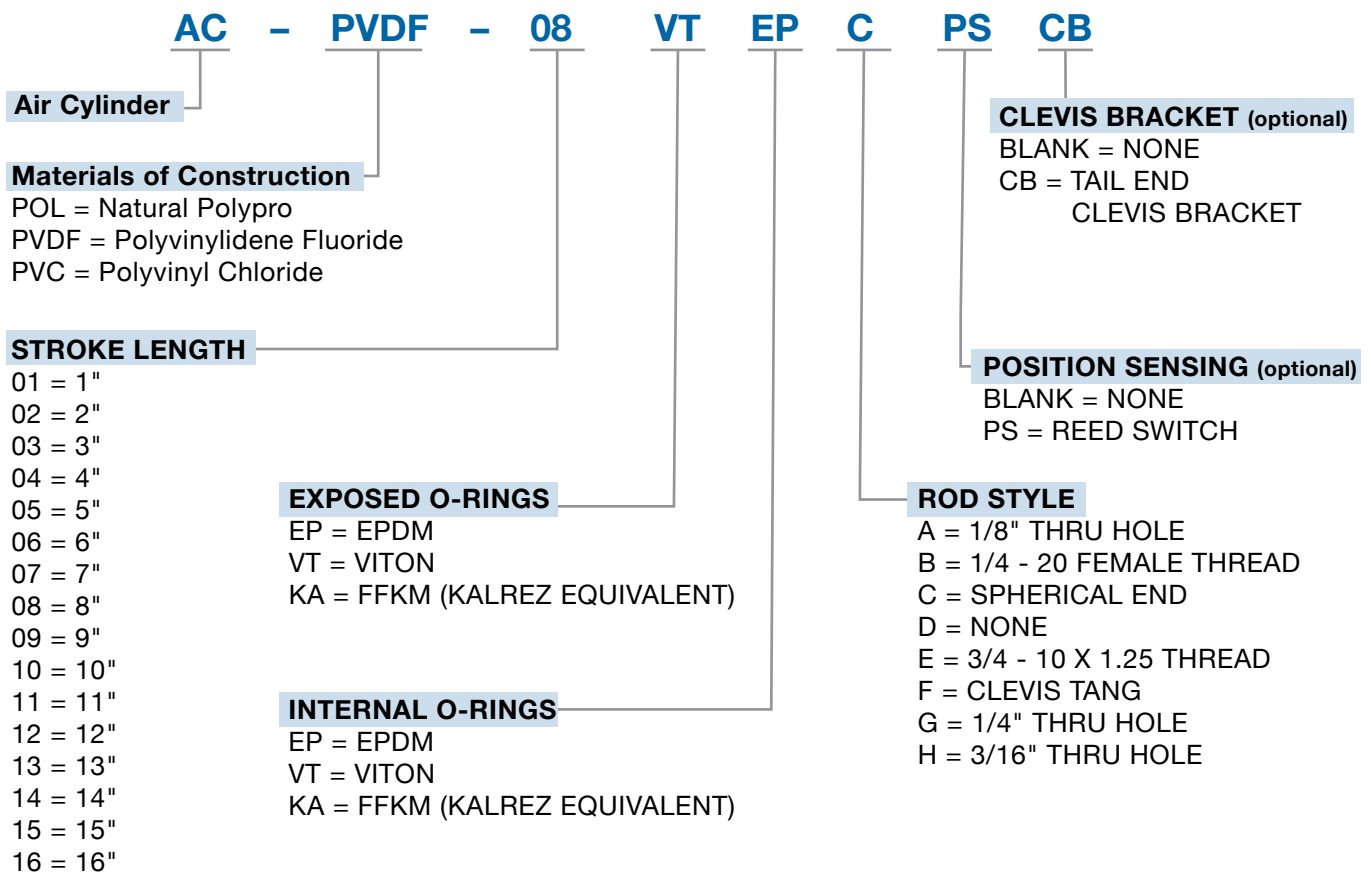 AC – PVDF – 08 VT EP C PS CB
Air Cylinder
Materials of Construction
POL = Natural Polypro
PVDF = Polyvinylidene Fluoride
PVC = Polyvinyl Chloride
STROKE LENGTH
01 = 1"
02 = 2"
03 = 3"
04 = 4"
05 = 5"
06 = 6"
07 = 7"
08 = 8"
09 = 9"
10 = 10"
11 = 11"
12 = 12"
13 = 13"
14 = 14"
15 = 15"
16 = 16"
EXPOSED O-RINGS
EP = EPDM
VT = VITON
KA = FFKM (KALREZ EQUIVALENT)
INTERNAL O-RINGS
EP = EPDM
VT = VITON
KA = FFKM (KALREZ EQUIVALENT)
ROD STYLE
A = 1/8" THRU HOLE
B = 1/4 - 20 FEMALE THREAD
C = SPHERICAL END
D = NONE
E = 3/4 - 10 X 1.25 THREAD
F = CLEVIS TANG
G = 1/4" THRU HOLE
H = 3/16" THRU HOLE
POSITION SENSING (optional)
BLANK = NONE
PS = REED SWITCH
CLEVIS BRACKET (optional)
BLANK = NONE
CB = TAIL END
CLEVIS BRACKET